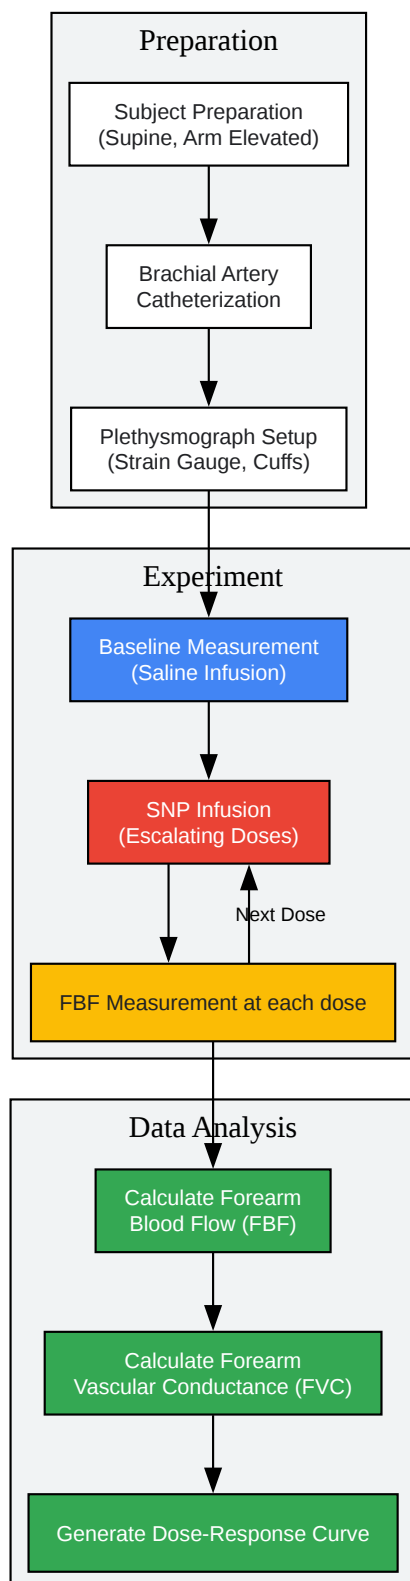 Preparation
Subject Preparation
(Supine, Arm Elevated)
Brachial Artery
Catheterization
Plethysmograph Setup
(Strain Gauge, Cuffs)
Experiment
Baseline Measurement
(Saline Infusion)
SNP Infusion
(Escalating Doses)
Next Dose
FBF Measurement at each dose
Data Analysis
Calculate Forearm
Blood Flow (FBF)
Calculate Forearm
Vascular Conductance (FVC)
Generate Dose-Response Curve